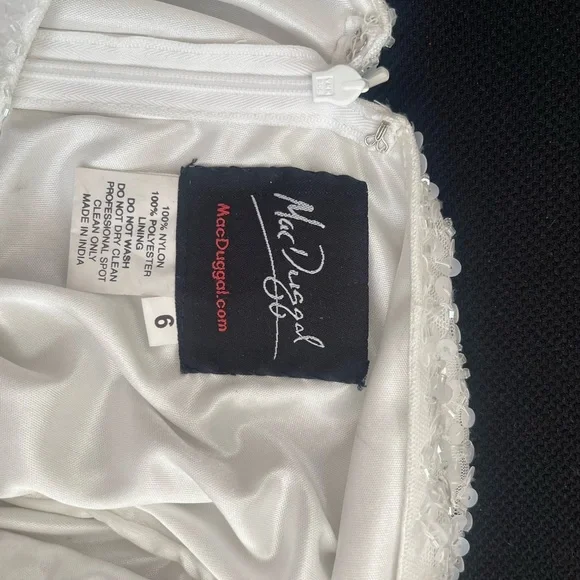 Mac Duggal
MacDuggal.com
100% NYLON
100% POLYESTER
LINING
DO NOT WASH
DO NOT DRY CLEAN
PROFESSIONAL SPOT
CLEAN ONLY
MADE IN INDIA
6